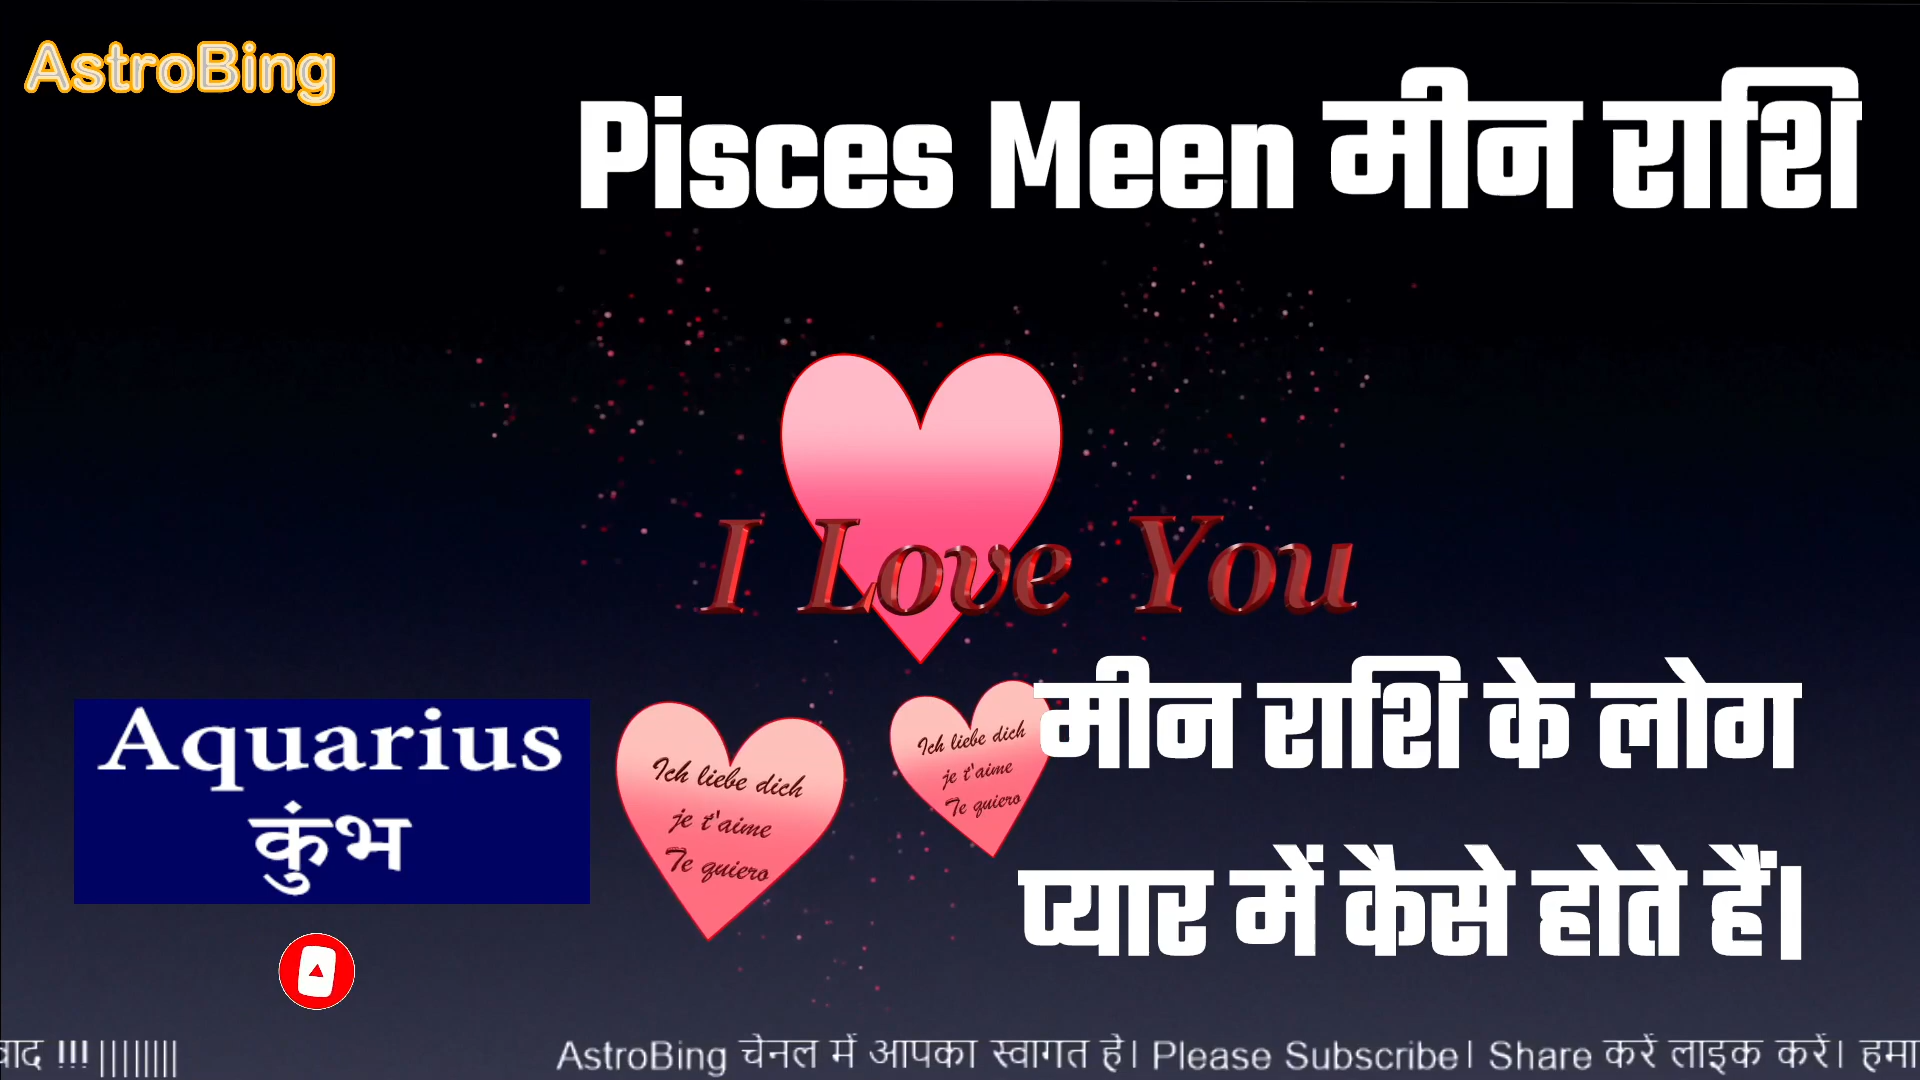 AstroBing
Pisces Meen मीन राशि
I Love You
Aquarius
कुंभ
Ich liebe dich
je t'aime
Te quiero
Ich liebe dich
je t'aime
Te quiero
मीन राशि के लोग
प्यार में कैसे होते हैं।
!!! ||||||||| AstroBing चेनल में आपका स्वागत हे। Please Subscribe। Share करें लाइक करें।